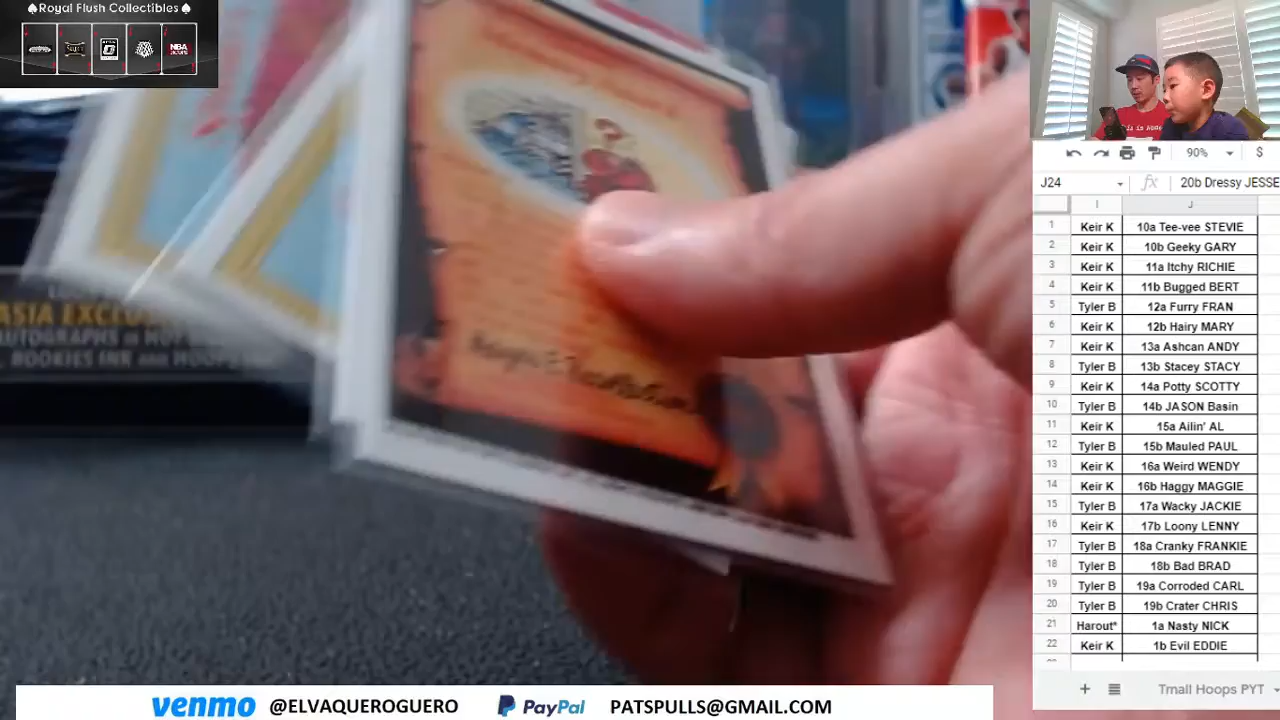 ♠Royal Flush Collectibles♠
SELECT
NBA
ASIA EXCLU
AUTOGRAPHS
ROOKIES INK AND HOOPS
This is
90%
$
J24
fx
20b Dressy JESSE
I
J
1 Keir K 10a Tee-vee STEVIE
2 Keir K 10b Geeky GARY
3 Keir K 11a Itchy RICHIE
4 Keir K 11b Bugged BERT
5 Tyler B 12a Furry FRAN
6 Keir K 12b Hairy MARY
7 Keir K 13a Ashcan ANDY
8 Tyler B 13b Stacey STACY
9 Keir K 14a Potty SCOTTY
10 Tyler B 14b JASON Basin
11 Keir K 15a Ailin' AL
12 Tyler B 15b Mauled PAUL
13 Keir K 16a Weird WENDY
14 Keir K 16b Haggy MAGGIE
15 Tyler B 17a Wacky JACKIE
16 Keir K 17b Loony LENNY
17 Tyler B 18a Cranky FRANKIE
18 Tyler B 18b Bad BRAD
19 Tyler B 19a Corroded CARL
20 Tyler B 19b Crater CHRIS
21 Harout* 1a Nasty NICK
22 Keir K 1b Evil EDDIE
+
Tmall Hoops PYT
venmo @ELVAQUEROGUERO PayPal PATSPULLS@GMAIL.COM